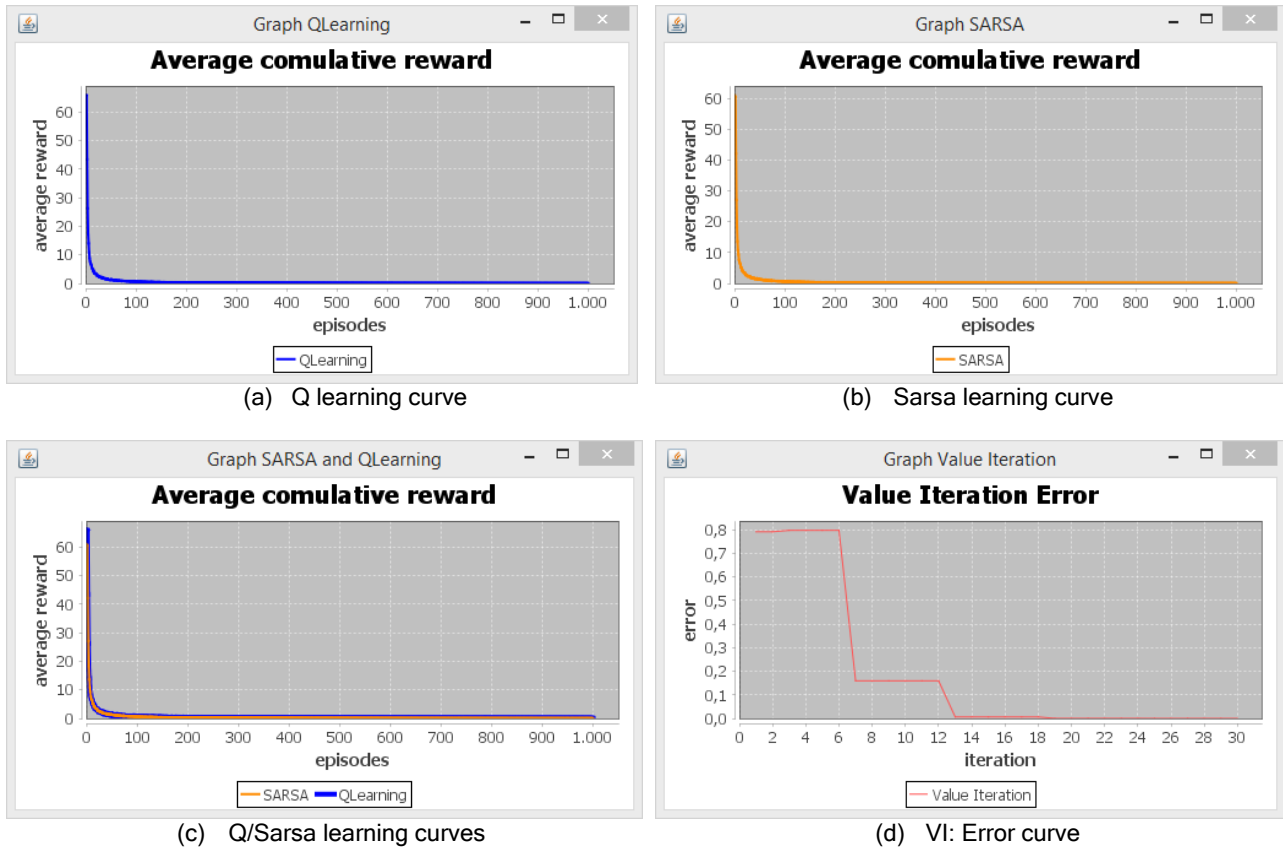 Graph QLearning
Average comulative reward
average reward
60
50
40
30
20
10
0
0 100 200 300 400 500 600 700 800 900 1.000
episodes
QLearning
(a) Q learning curve
Graph SARSA
Average comulative reward
average reward
60
50
40
30
20
10
0
0 100 200 300 400 500 600 700 800 900 1.000
episodes
SARSA
(b) Sarsa learning curve
Graph SARSA and QLearning
Average comulative reward
average reward
60
50
40
30
20
10
0
0 100 200 300 400 500 600 700 800 900 1.000
episodes
SARSA QLearning
(c) Q/Sarsa learning curves
Graph Value Iteration
Value Iteration Error
error
0,8
0,7
0,6
0,5
0,4
0,3
0,2
0,1
0,0
0 2 4 6 8 10 12 14 16 18 20 22 24 26 28 30
iteration
Value Iteration
(d) VI: Error curve